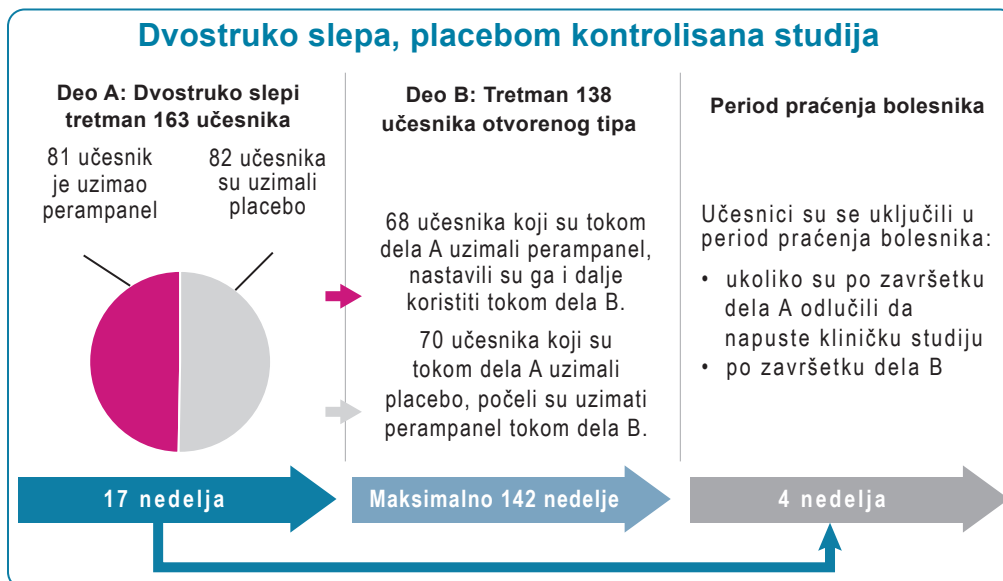 Dvostruko slepa, placebom kontrolisana studija
Deo A: Dvostruko slepi
tretman 163 učesnika
81 učesnik
je uzimao
perampanel
82 učesnika
su uzimali
placebo
Deo B: Tretman 138
učesnika otvorenog tipa
68 učesnika koji su tokom
dela A uzimali perampanel,
nastavili su ga i dalje
koristiti tokom dela B.
70 učesnika koji su
tokom dela A uzimali
placebo, počeli su uzimati
perampanel tokom dela B.
Period praćenja bolesnika
Učesnici su se uključili u
period praćenja bolesnika:
• ukoliko su po završetku
dela A odlučili da
napuste kliničku studiju
• po završetku dela B
17 nedelja
Maksimalno 142 nedelje
4 nedelja